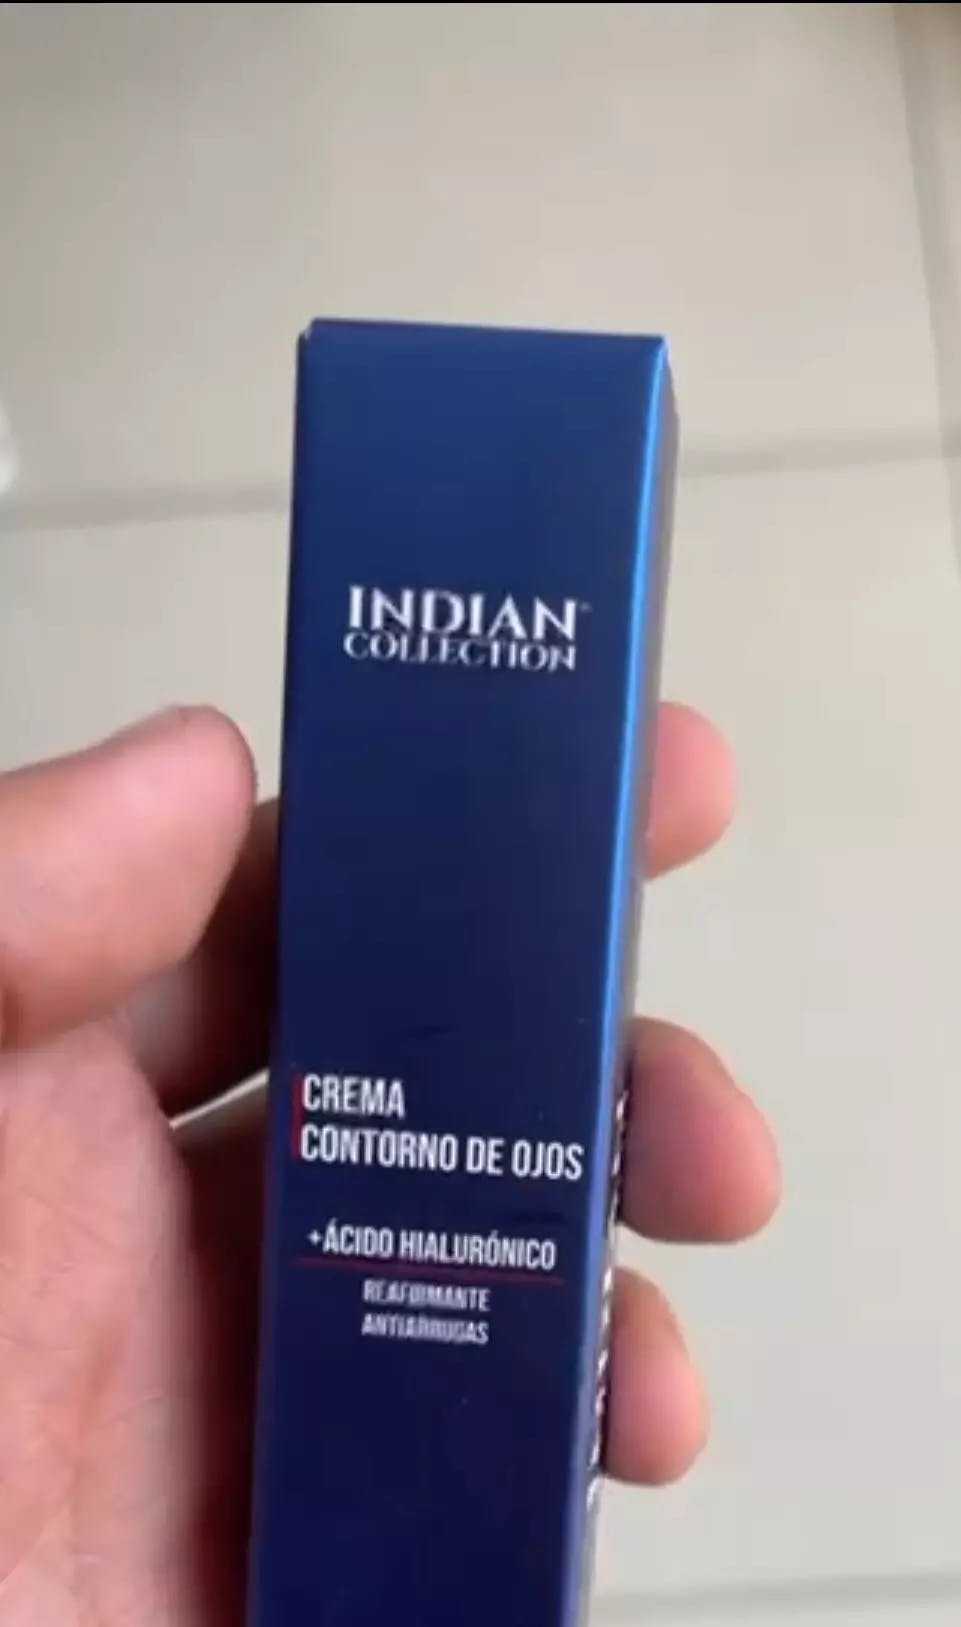 INDIAN
COLLECTION
CREMA
CONTORNO DE OJOS
+ÁCIDO HIALURÓNICO
REAFIRMANTE
ANTIARRUGAS